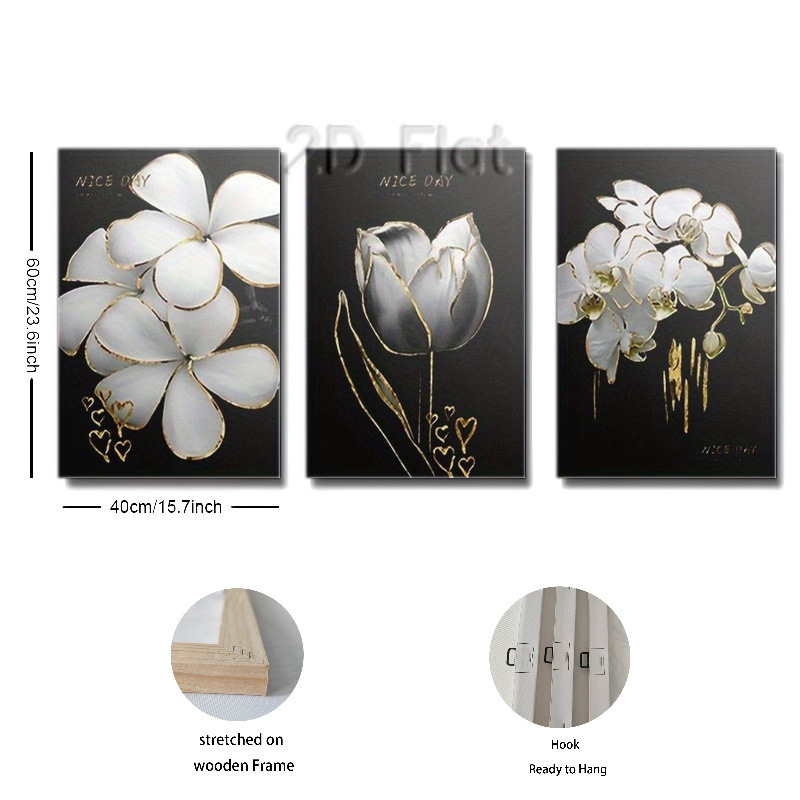 2D Flat
NICE DAY
NICE DAY
NICE DAY
60cm/23.6inch
40cm/15.7inch
stretched on
wooden Frame
Hook
Ready to Hang